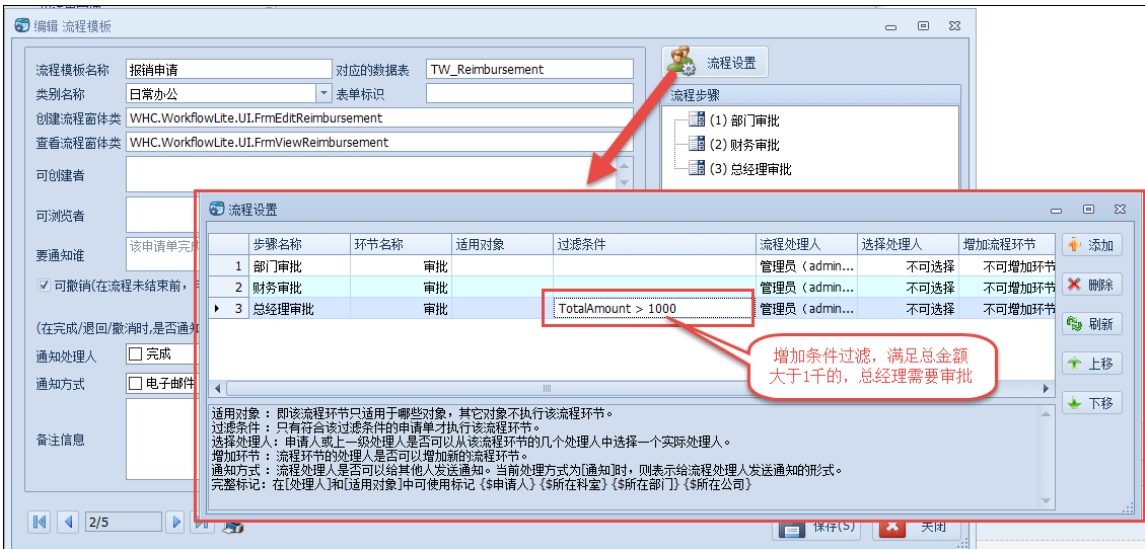 编辑 流程模板
流程模板名称 报销申请 对应的数据表 TW_Reimbursement
类别名称 日常办公 表单标识
创建流程窗体类 WHC.WorkflowLite.UI.FrmEditReimbursement
查看流程窗体类 WHC.WorkflowLite.UI.FrmViewReimbursement
可创建者
可浏览者
要通知谁 该申请单完成
可撤销(在流程未结束前,
(在完成/退回/撤消时,是否通知
通知处理人 完成
通知方式 电子邮件
备注信息
2/5
保存(S) 关闭
流程设置
流程步骤
(1) 部门审批
(2) 财务审批
(3) 总经理审批
流程设置
步骤名称 环节名称 适用对象 过滤条件 流程处理人 选择处理人 增加流程环节
1 部门审批 审批 管理员（admin... 不可选择 不可增加环节
2 财务审批 审批 管理员（admin... 不可选择 不可增加环节
3 总经理审批 审批 TotalAmount > 1000 管理员（admin... 不可选择 不可增加环节
增加条件过滤，满足总金额
大于1千的，总经理需要审批
添加
删除
刷新
上移
下移
适用对象 : 即该流程环节只适用于哪些对象，其它对象不执行该流程环节。
过滤条件 : 只有符合该过滤条件的申请单才执行该流程环节。
选择处理人: 申请人或上一级处理人是否可以从该流程环节的几个处理人中选择一个实际处理人。
增加环节 : 流程环节的处理人是否可以增加新的流程环节。
通知方式 : 流程处理人是否可以给其他人发送通知。当前处理方式为[通知]时，则表示给流程处理人发送通知的形式。
完整标记: 在[处理人]和[适用对象]中可使用标记 {$申请人} {$所在科室} {$所在部门} {$所在公司}